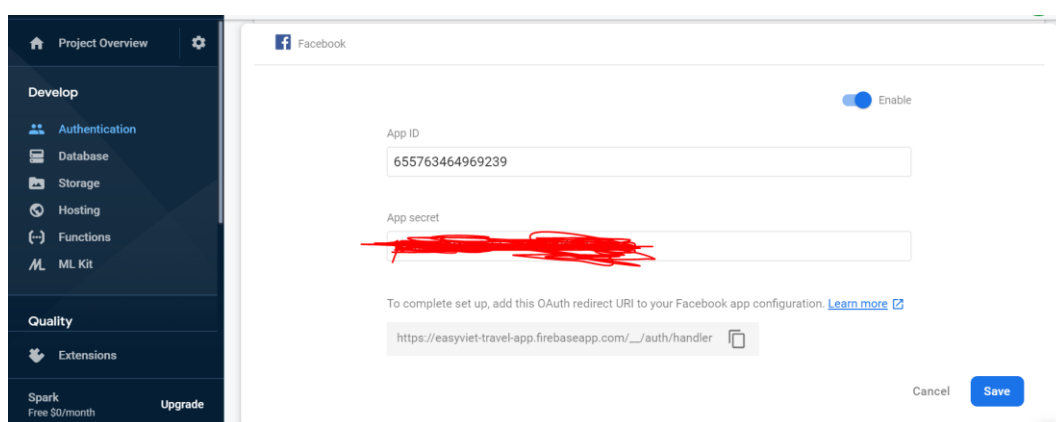 Project Overview
Develop
Authentication
Database
Storage
Hosting
Functions
ML Kit
Quality
Extensions
Spark
Free $0/month
Upgrade
Facebook
Enable
App ID
655763464969239
App secret
To complete set up, add this OAuth redirect URI to your Facebook app configuration. Learn more
https://easyviet-travel-app.firebaseapp.com/__/auth/handler
Cancel
Save